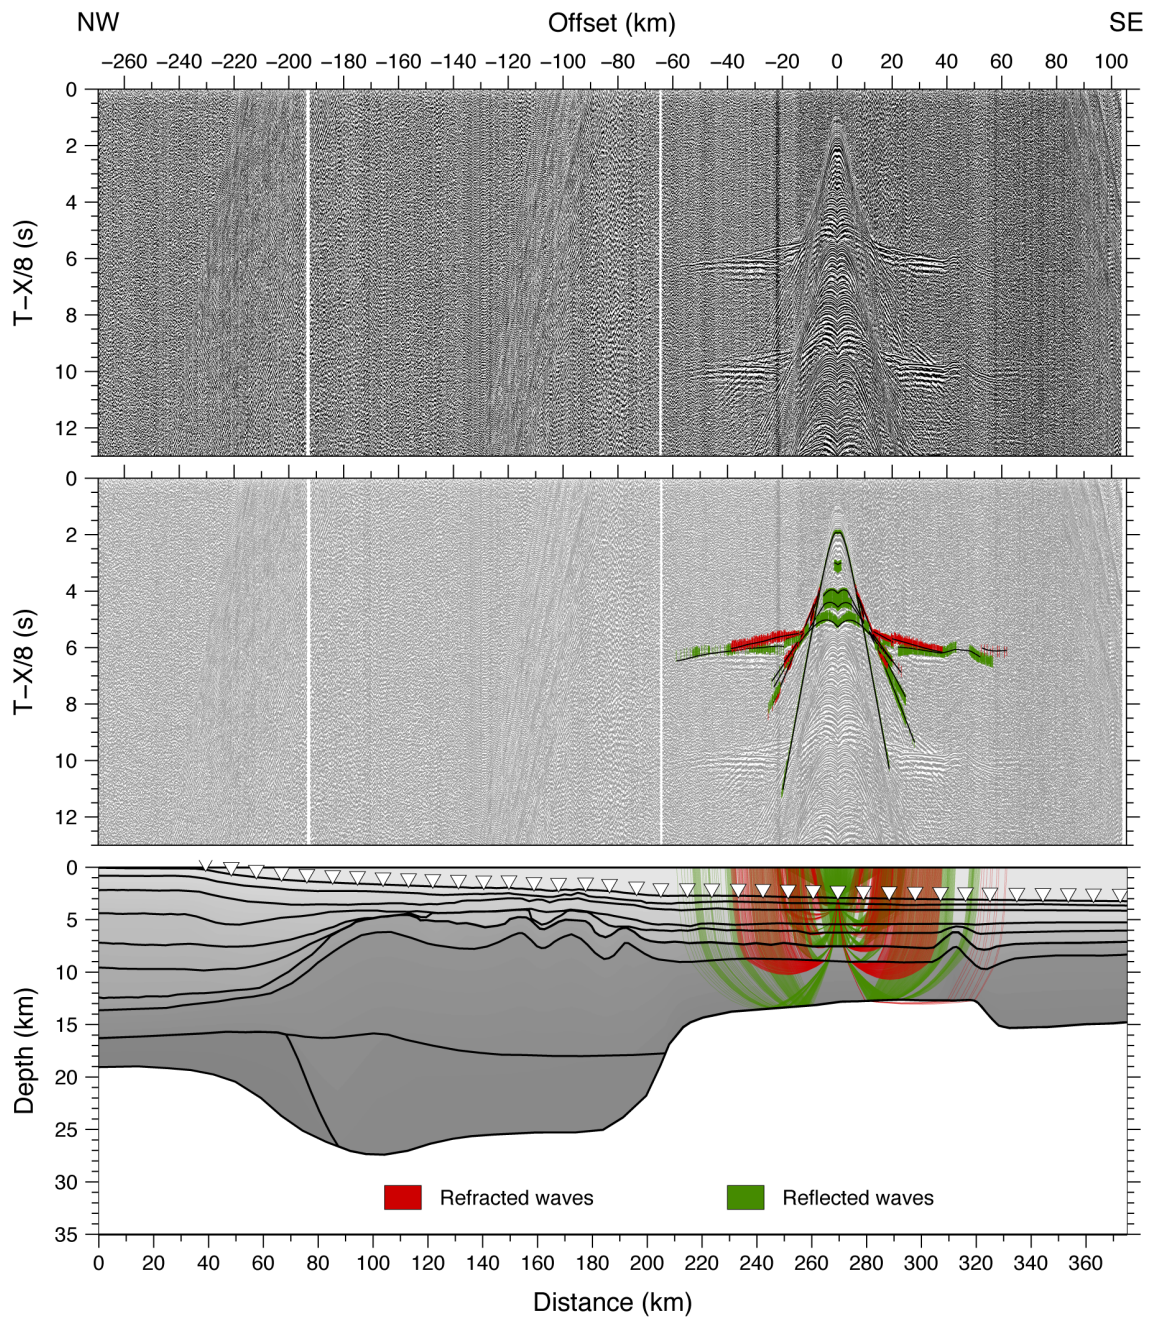 NW Offset (km) SE
−260 −240 −220 −200 −180 −160 −140 −120 −100 −80 −60 −40 −20 0 20 40 60 80 100
T−X/8 (s)
0
2
4
6
8
10
12
T−X/8 (s)
0
2
4
6
8
10
12
Depth (km)
0
5
10
15
20
25
30
35
Refracted waves Reflected waves
0 20 40 60 80 100 120 140 160 180 200 220 240 260 280 300 320 340 360
Distance (km)